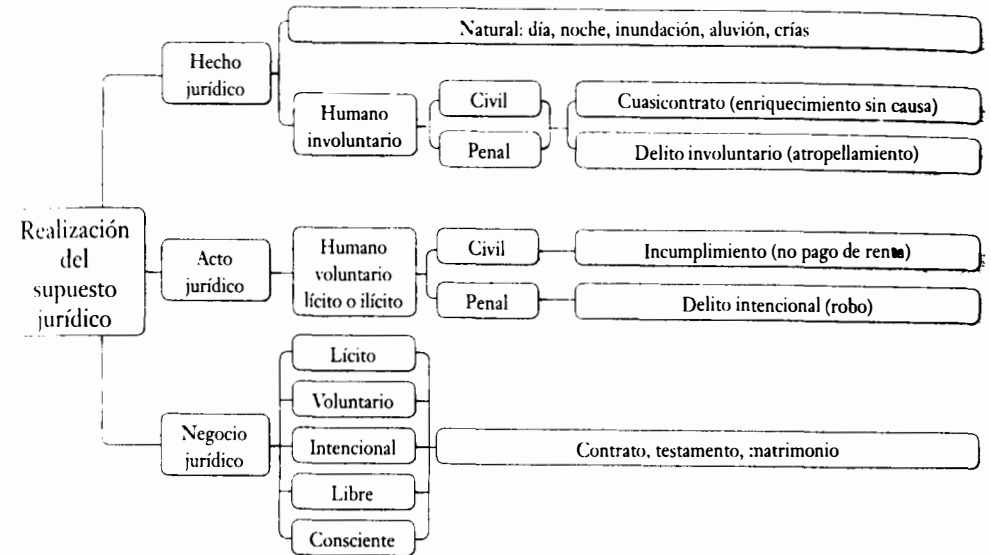 Realización
del
supuesto
jurídico
Hecho
jurídico
Natural: día, noche, inundación, aluvión, crías
Humano
involuntario
Civil
Penal
Cuasicontrato (enriquecimiento sin causa)
Delito involuntario (atropellamiento)
Acto
jurídico
Humano
voluntario
lícito o ilícito
Civil
Incumplimiento (no pago de renta)
Penal
Delito intencional (robo)
Negocio
jurídico
Lícito
Voluntario
Intencional
Libre
Consciente
Contrato, testamento, matrimonio